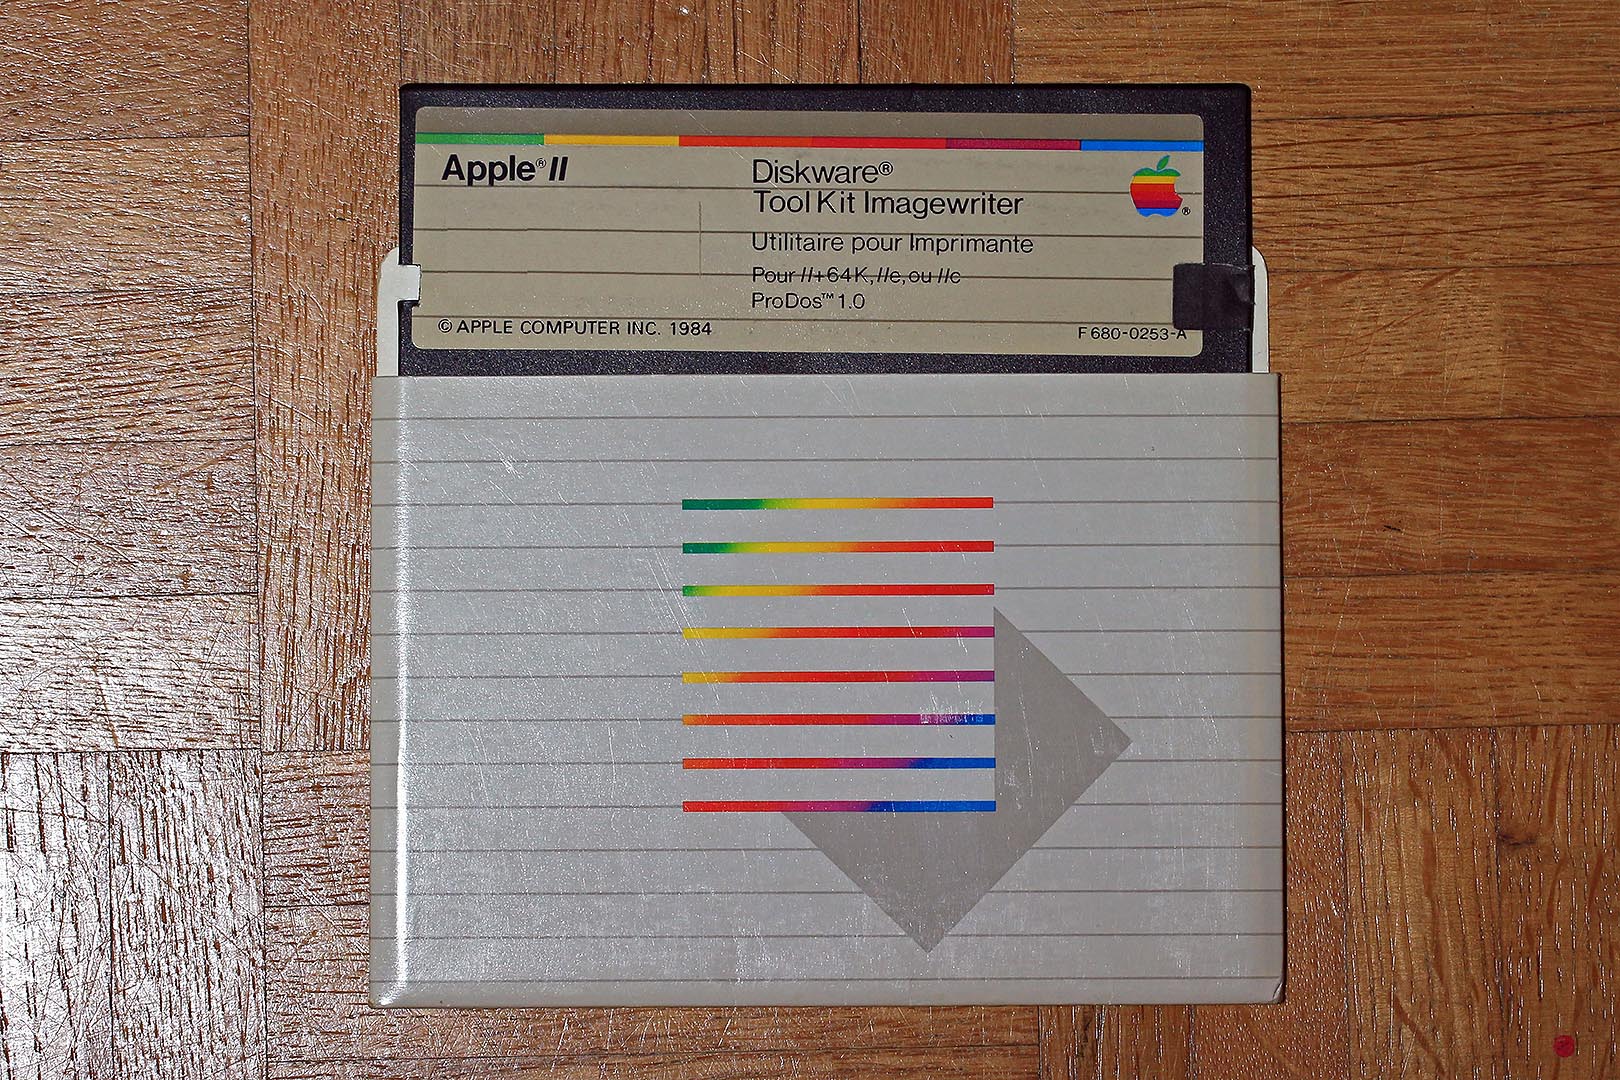 Apple® II
Diskware®
Tool Kit Imagewriter
Utilitaire pour Imprimante
Pour //+64K, //e, ou //c
ProDos™ 1.0
© APPLE COMPUTER INC. 1984
F 680-0253-A
®